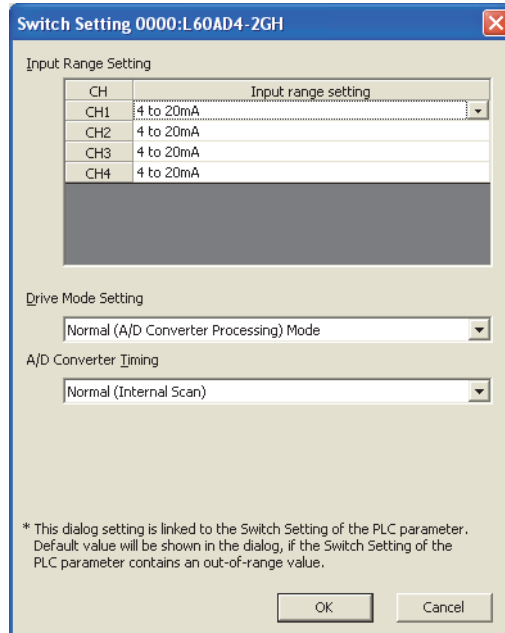 Switch Setting 0000:L60AD4-2GH
Input Range Setting
CH Input range setting
CH1 4 to 20mA
CH2 4 to 20mA
CH3 4 to 20mA
CH4 4 to 20mA
Drive Mode Setting
Normal (A/D Converter Processing) Mode
A/D Converter Timing
Normal (Internal Scan)
* This dialog setting is linked to the Switch Setting of the PLC parameter.
Default value will be shown in the dialog, if the Switch Setting of the
PLC parameter contains an out-of-range value.
OK Cancel